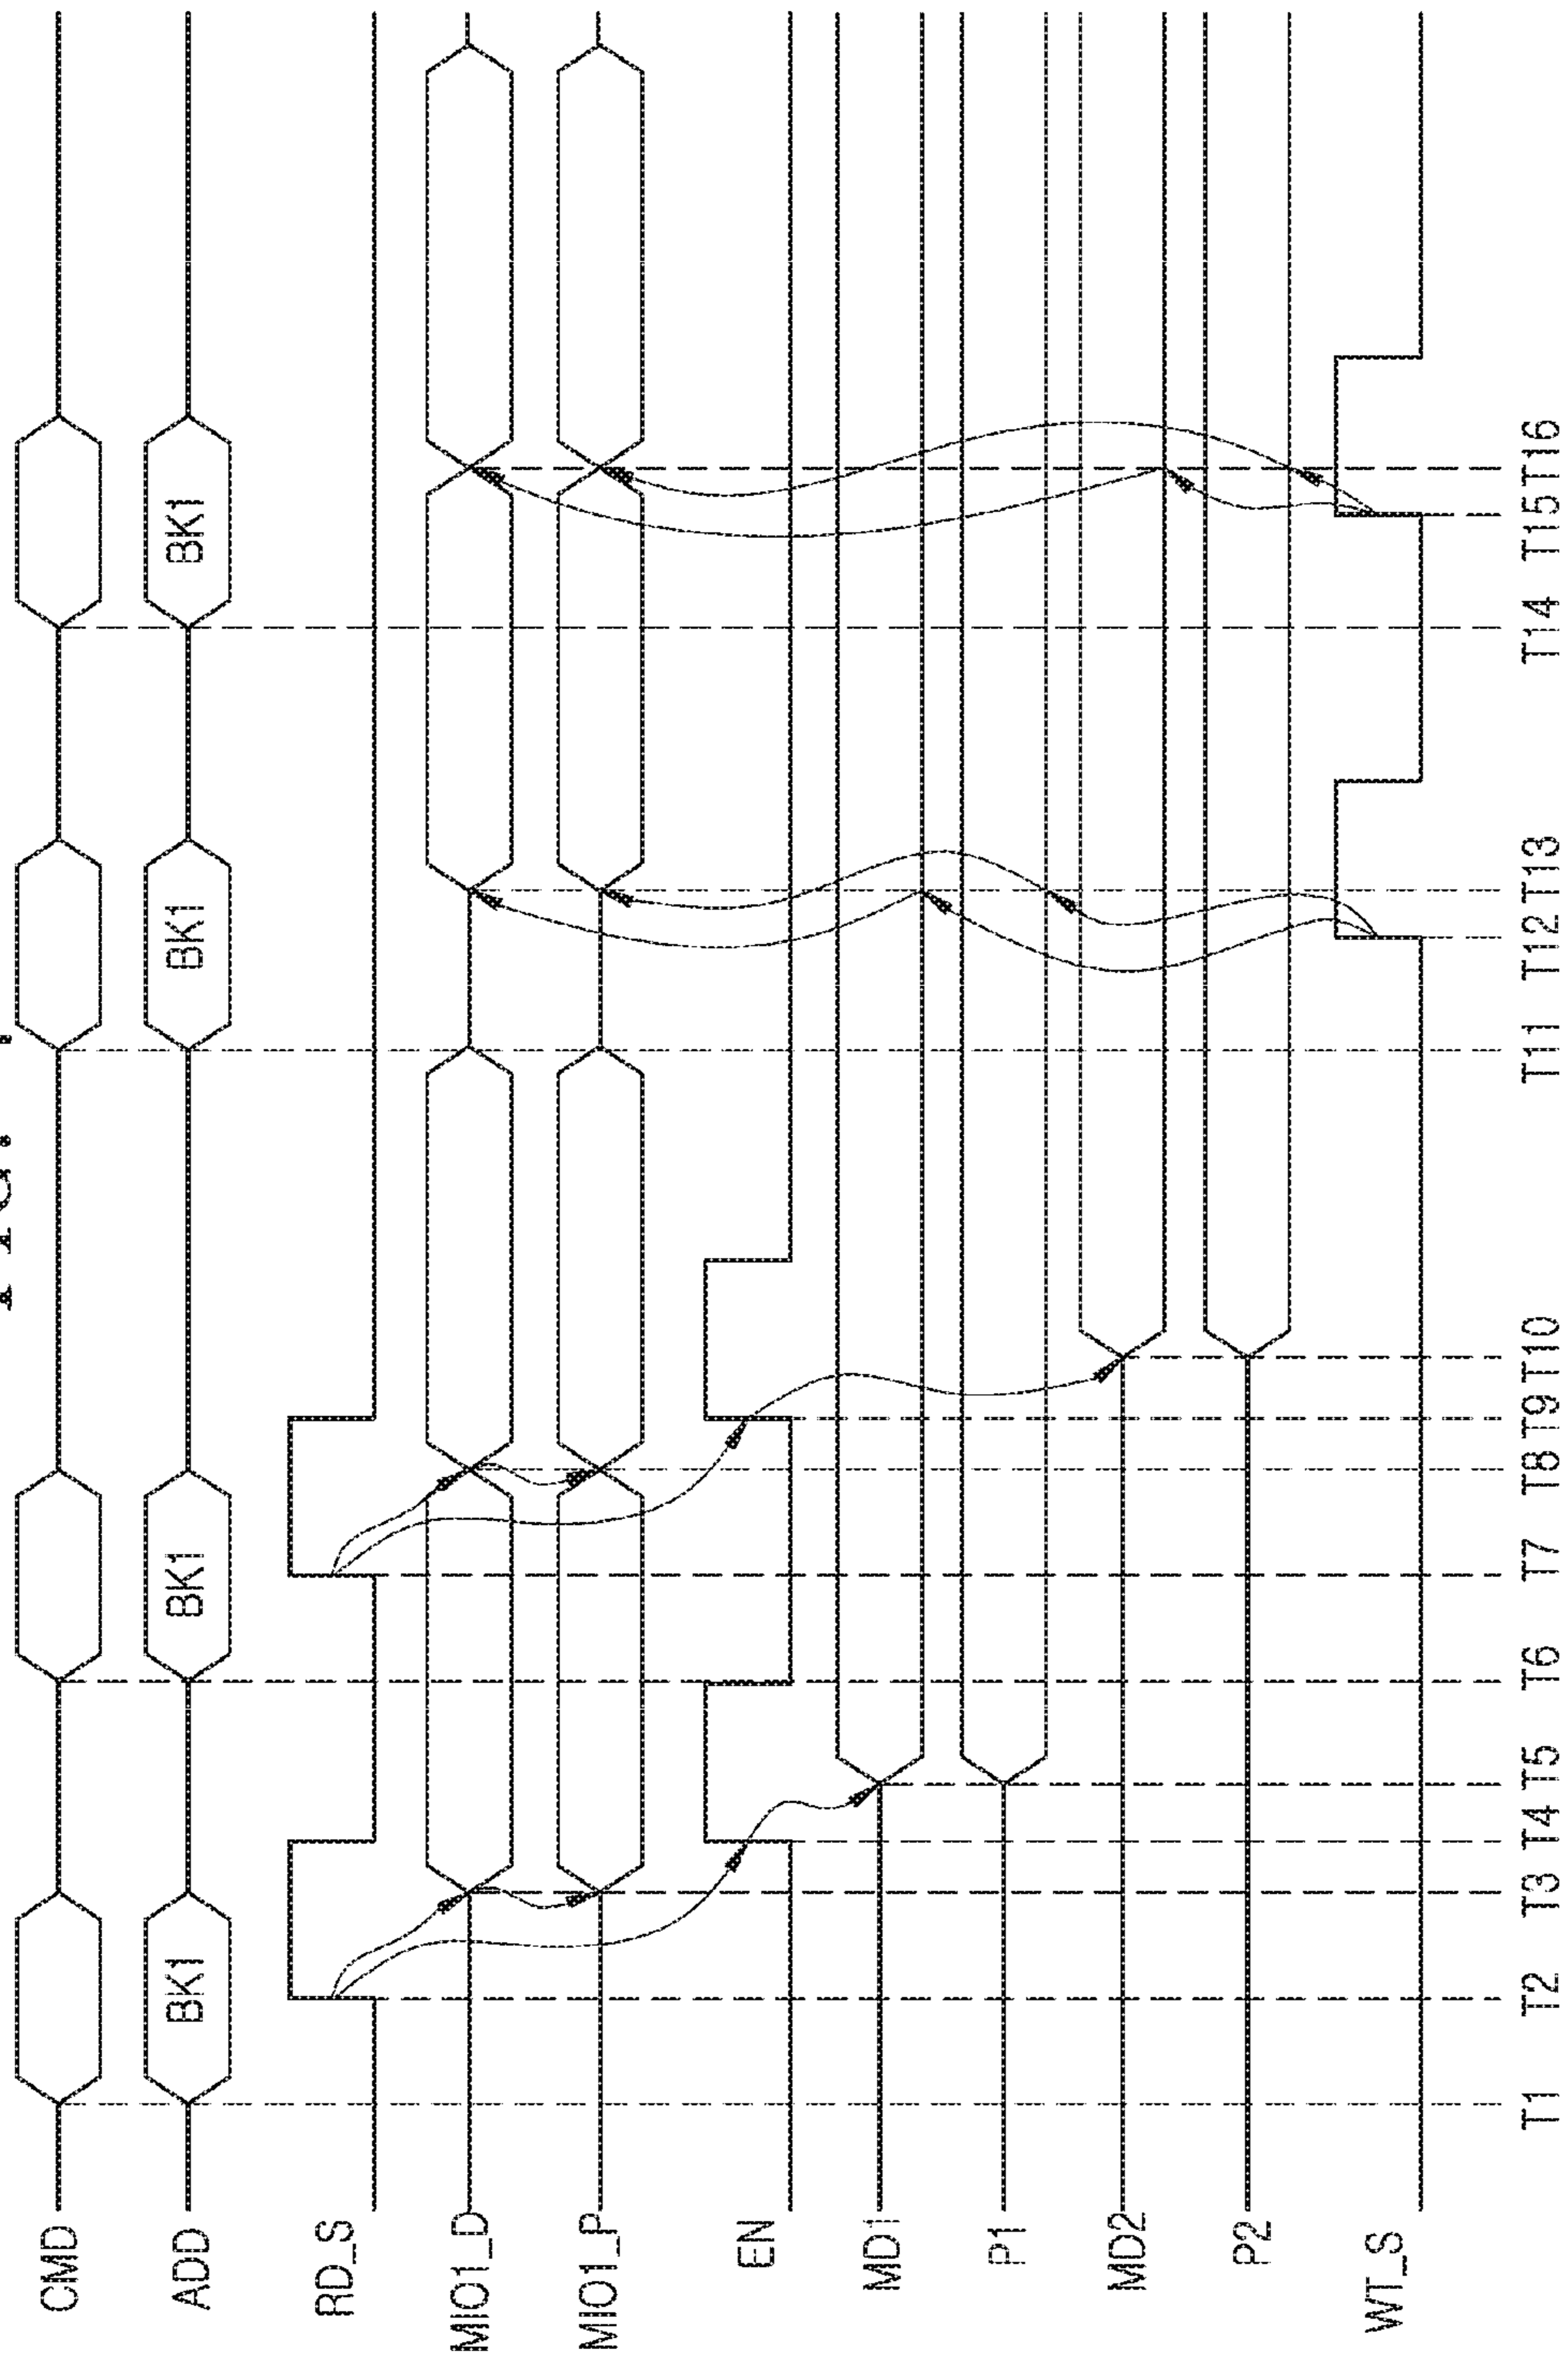 CMD
ADD
BK1 BK1 BK1 BK1
RD_S
MIO1_D
MIO1_P
EN
MD1
P1
MD2
P2
WT_S
T1 T2 T3 T4 T5 T6 T7 T8 T9 T10 T11 T12 T13 T14 T15 T16